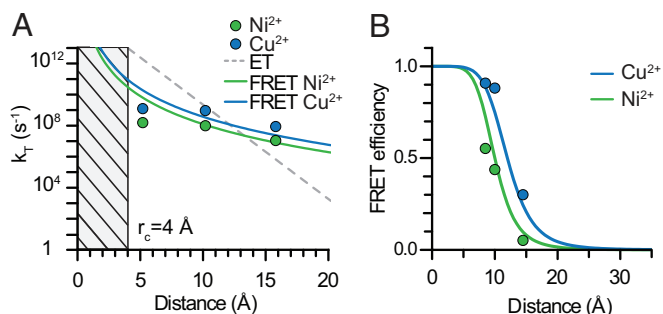 A
Ni²⁺
Cu²⁺
ET
FRET Ni²⁺
FRET Cu²⁺
10¹²
10⁸
10⁴
1
k_T (s⁻¹)
r_c=4 Å
0 5 10 15 20
Distance (Å)
B
Cu²⁺
Ni²⁺
1.0
0.5
0.0
FRET efficiency
0 10 20 30
Distance (Å)